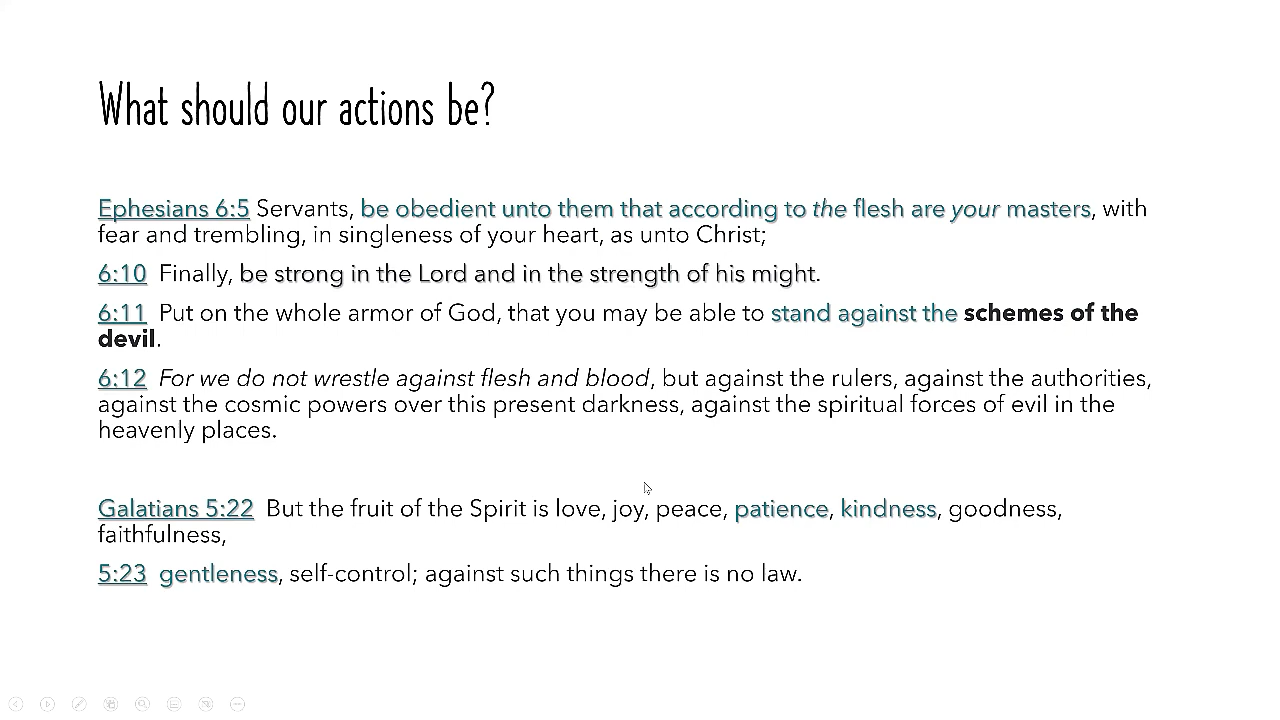 What should our actions be?
Ephesians 6:5 Servants, be obedient unto them that according to the flesh are your masters, with
fear and trembling, in singleness of your heart, as unto Christ;
6:10 Finally, be strong in the Lord and in the strength of his might.
6:11 Put on the whole armor of God, that you may be able to stand against the schemes of the
devil.
6:12 For we do not wrestle against flesh and blood, but against the rulers, against the authorities,
against the cosmic powers over this present darkness, against the spiritual forces of evil in the
heavenly places.
Galatians 5:22 But the fruit of the Spirit is love, joy, peace, patience, kindness, goodness,
faithfulness,
5:23 gentleness, self-control; against such things there is no law.